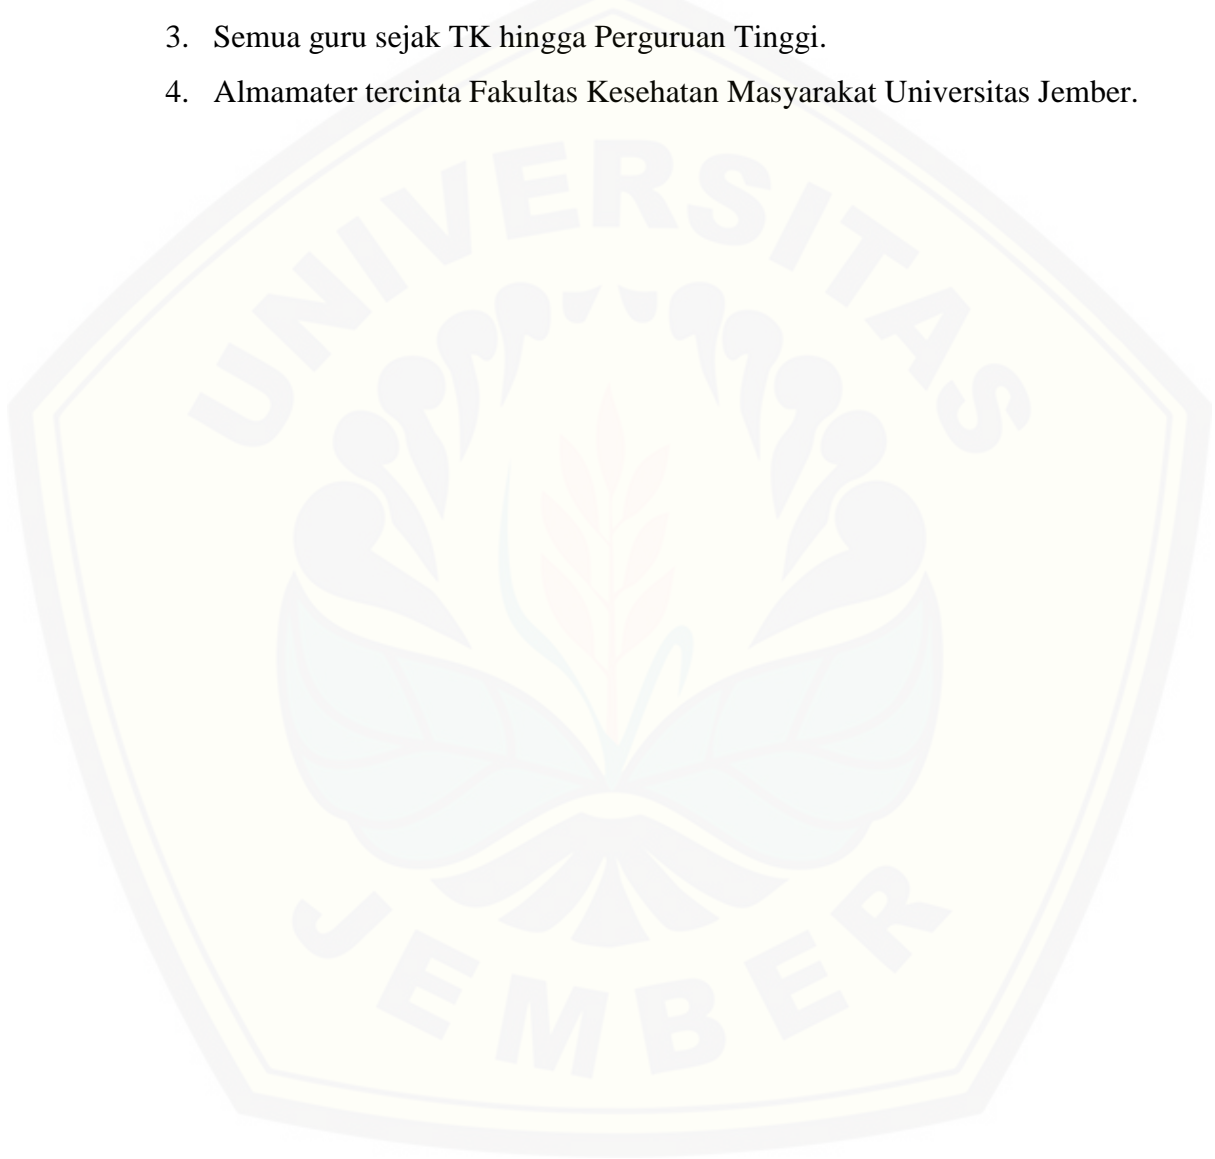 3. Semua guru sejak TK hingga Perguruan Tinggi.
4. Almamater tercinta Fakultas Kesehatan Masyarakat Universitas Jember.
UNIVERSITAS
JEMBER